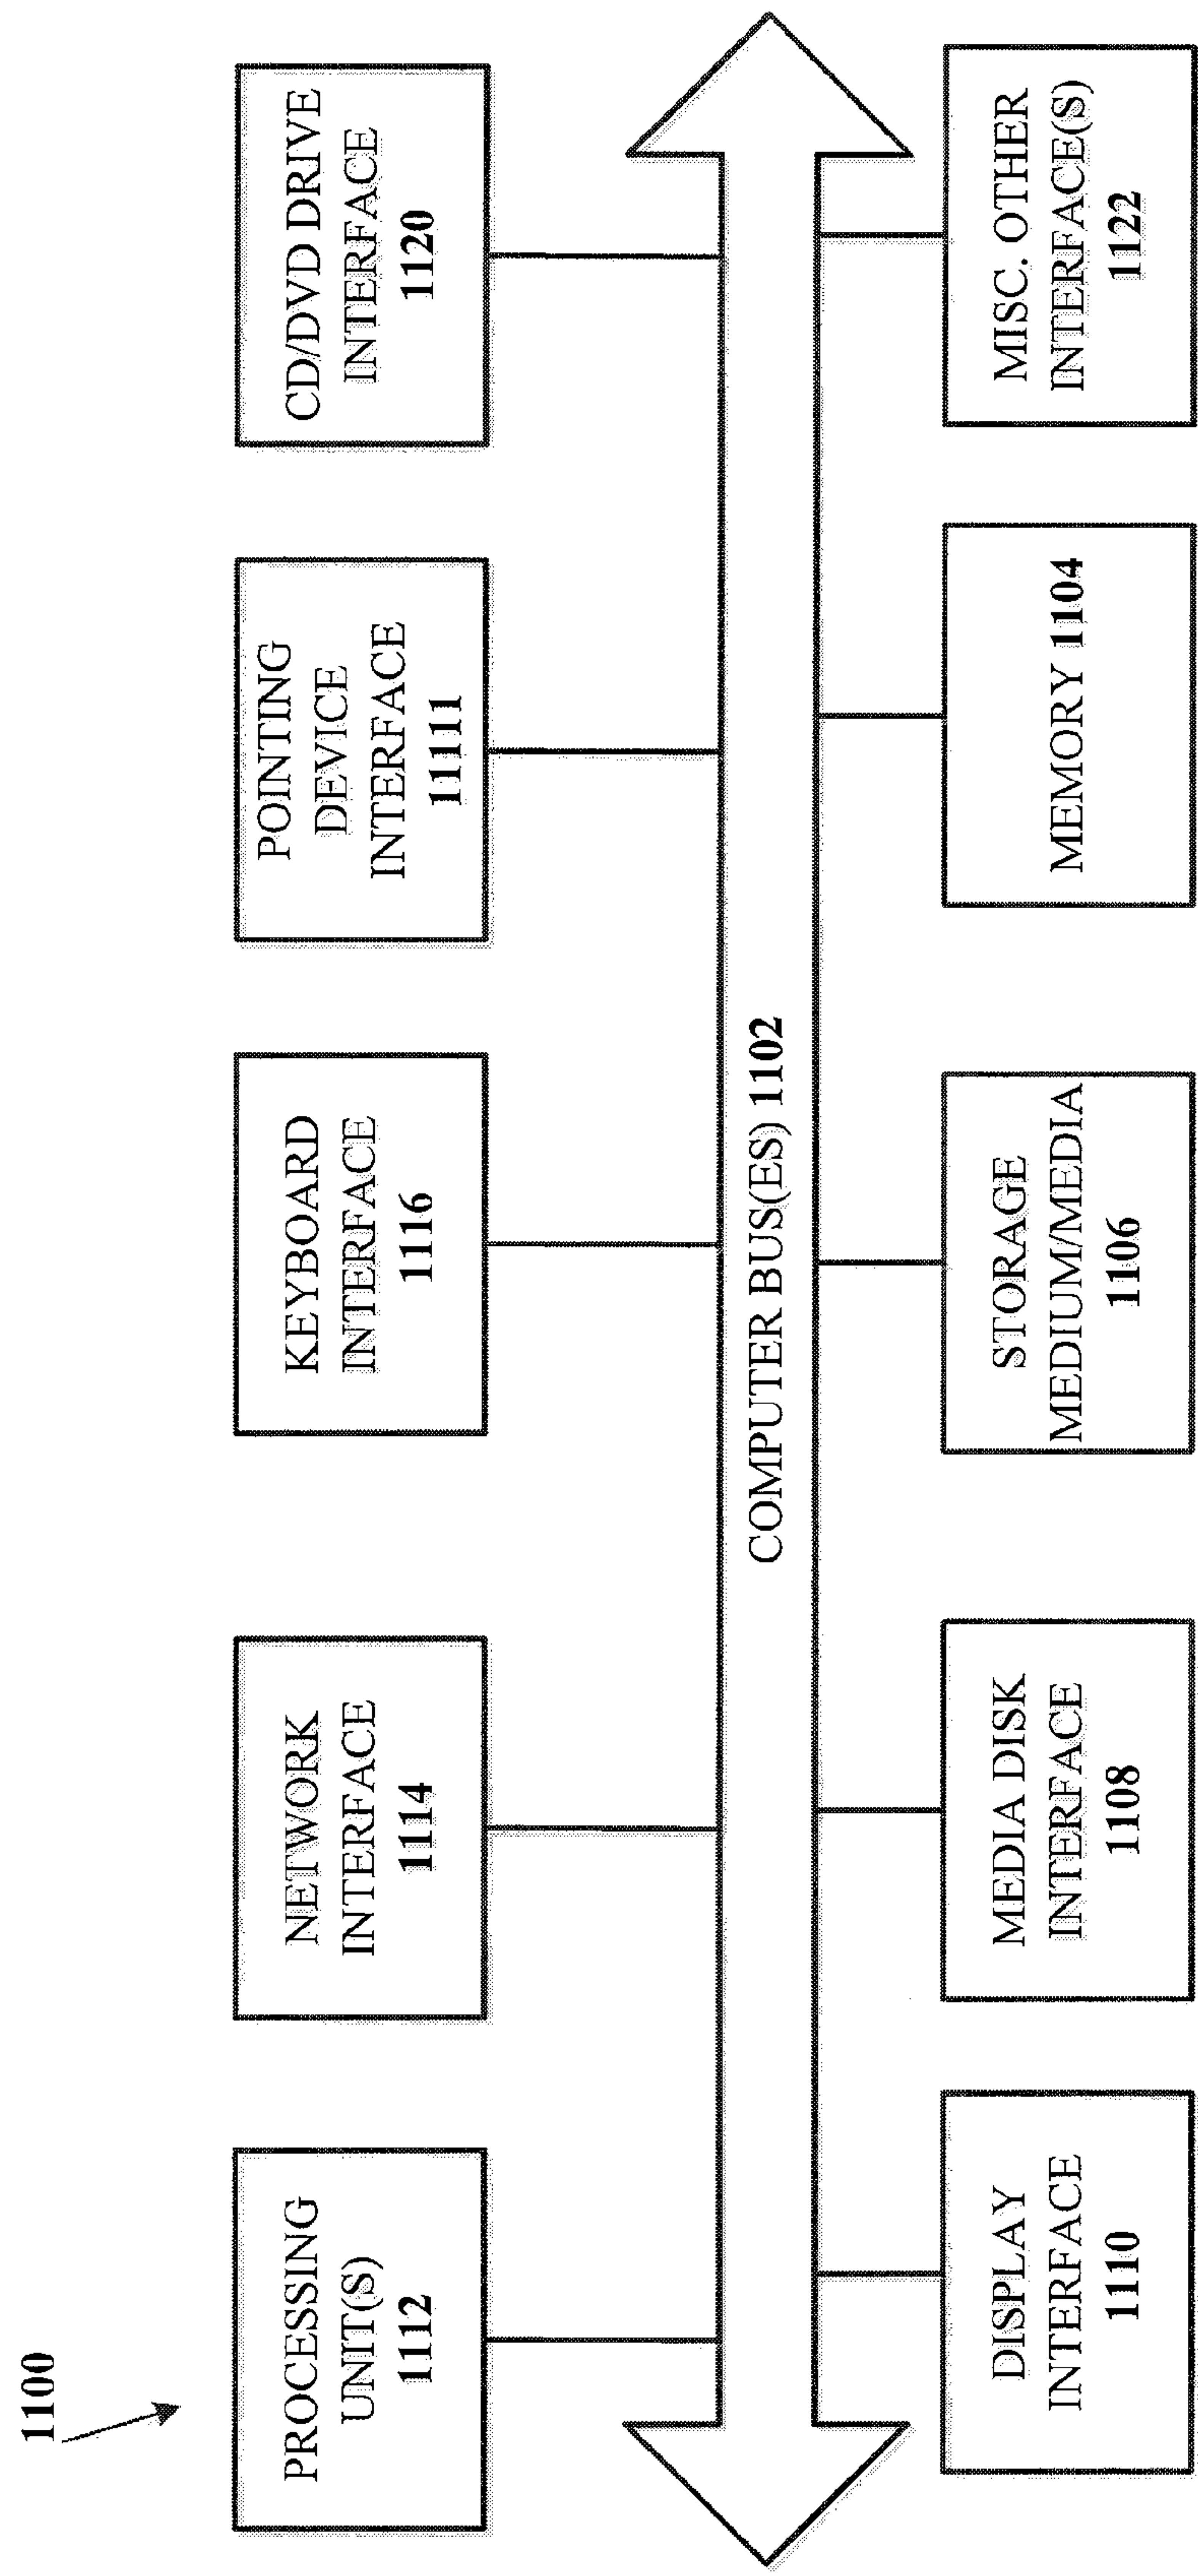 1100
PROCESSING
UNIT(S)
1112
NETWORK
INTERFACE
1114
KEYBOARD
INTERFACE
1116
POINTING
DEVICE
INTERFACE
11111
CD/DVD DRIVE
INTERFACE
1120
COMPUTER BUS(ES) 1102
DISPLAY
INTERFACE
1110
MEDIA DISK
INTERFACE
1108
STORAGE
MEDIUM/MEDIA
1106
MEMORY 1104
MISC. OTHER
INTERFACE(S)
1122